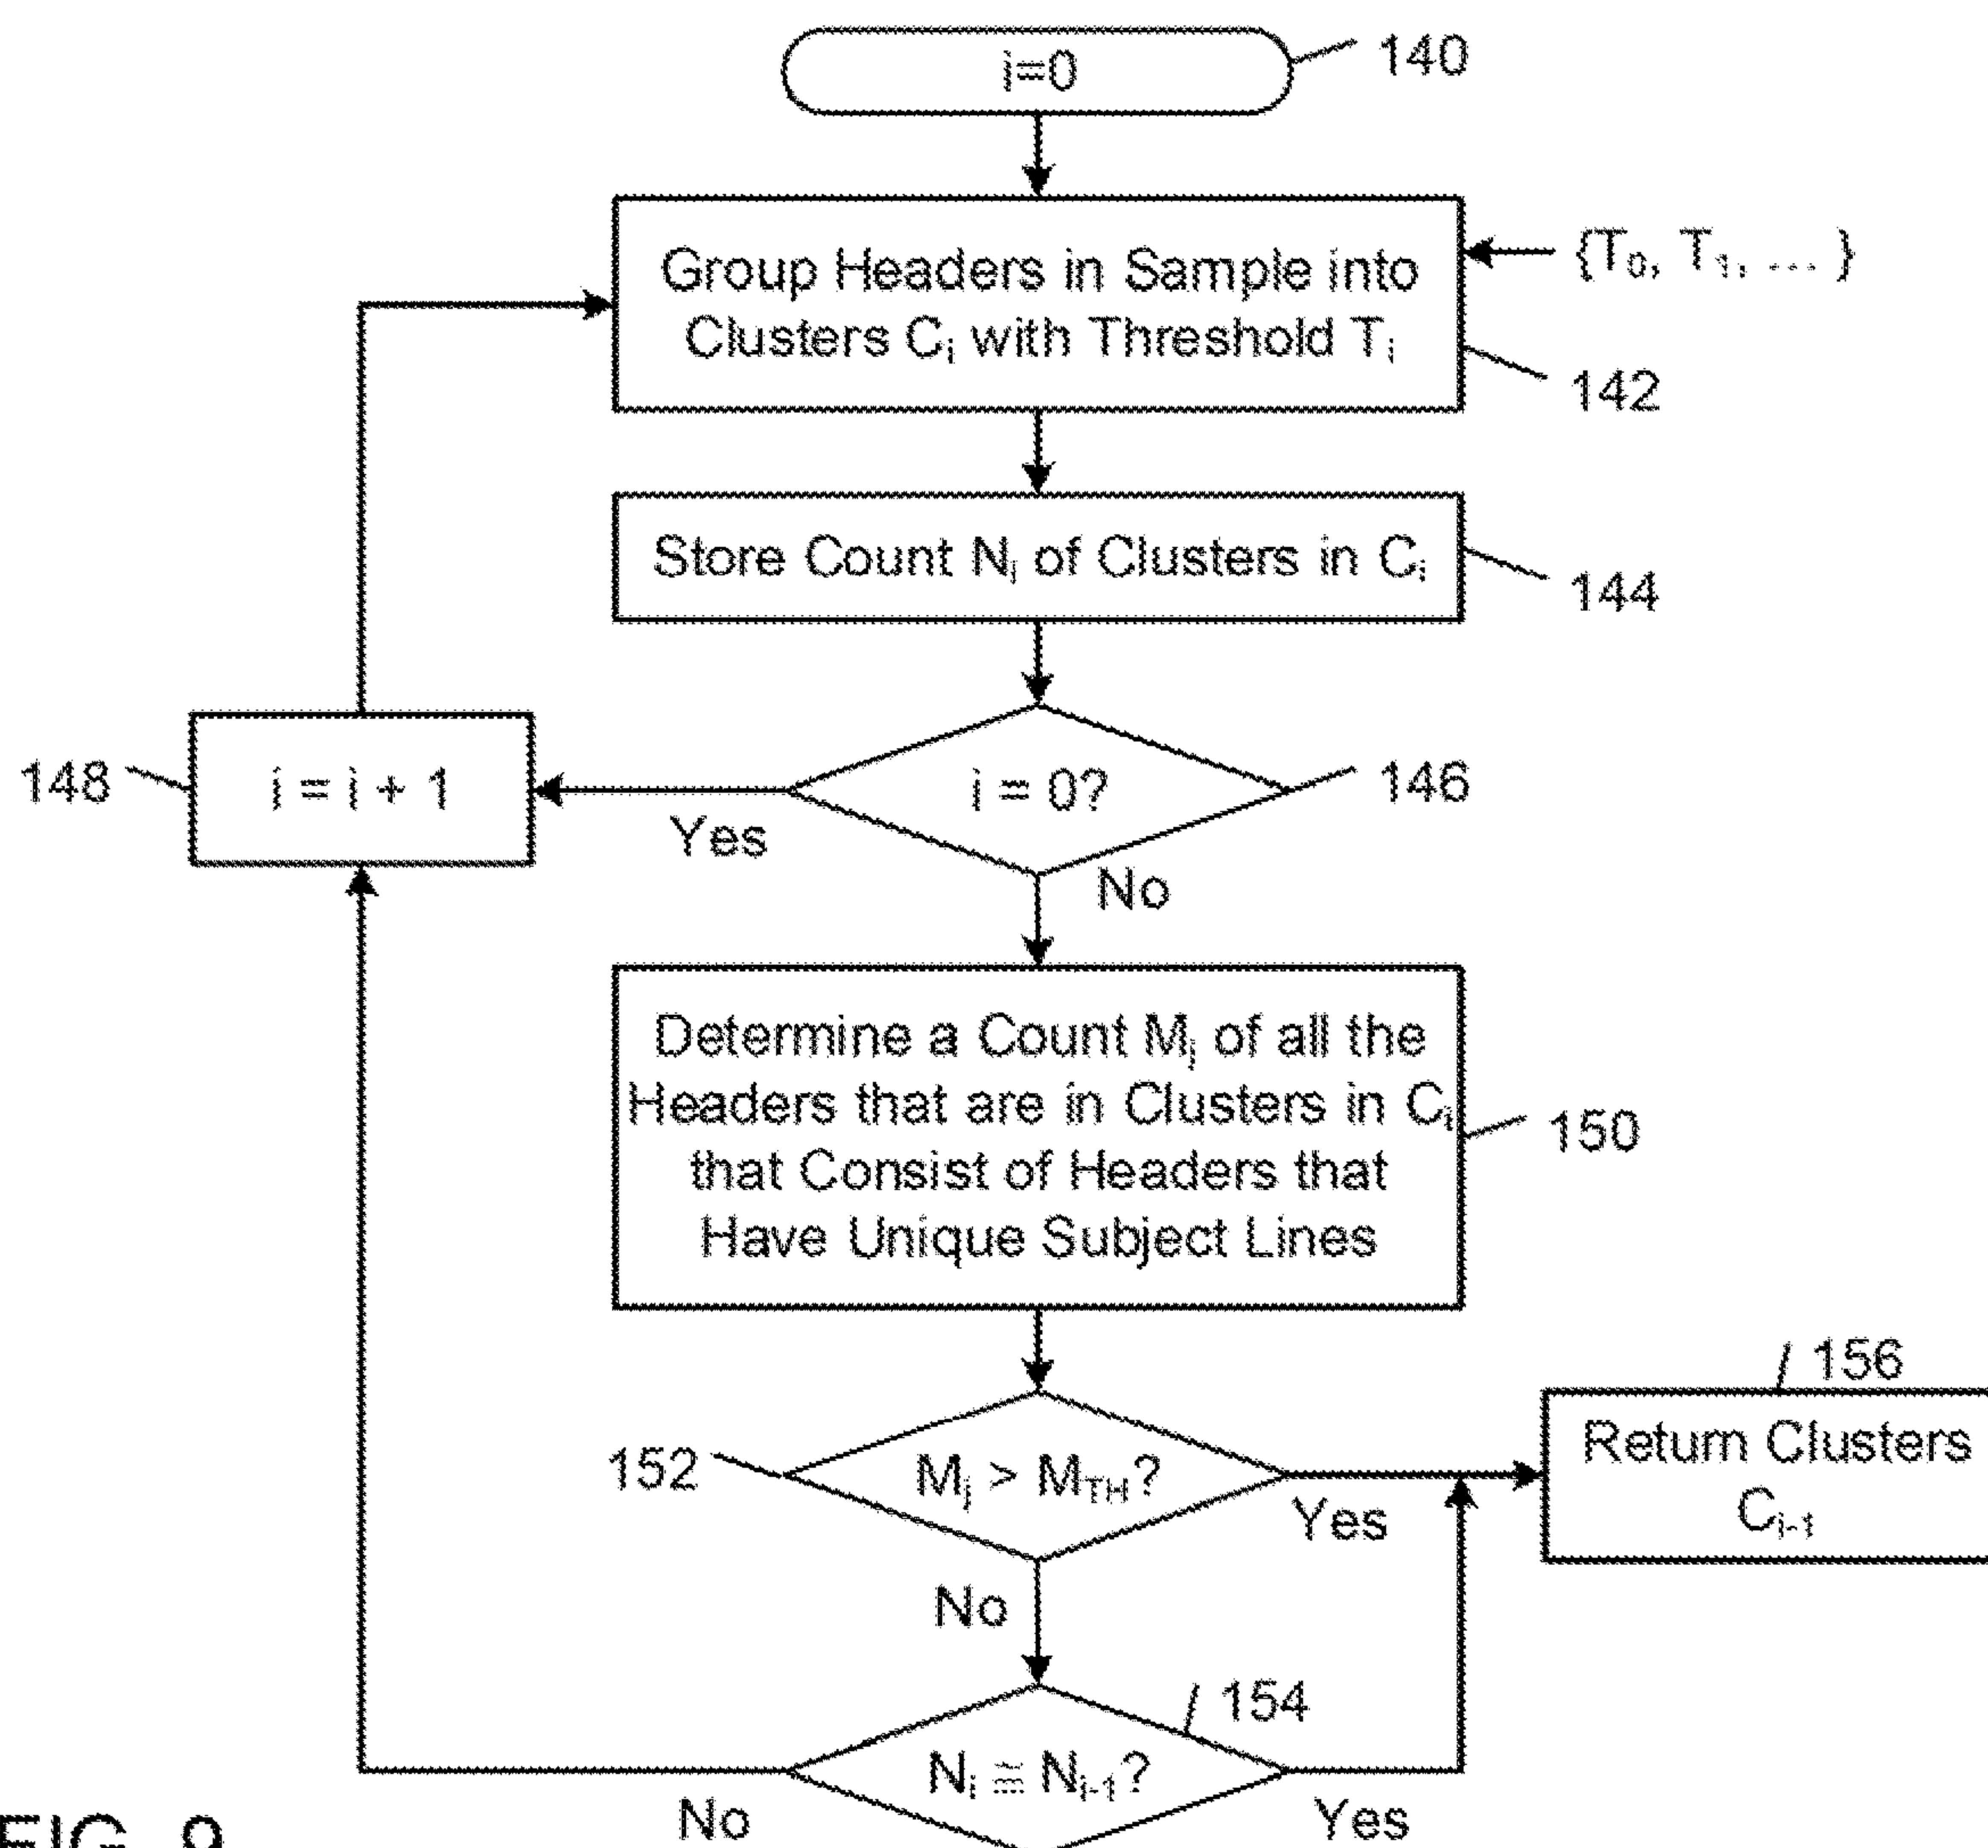 i=0
140
Group Headers in Sample into
Clusters Cᵢ with Threshold Tᵢ
{T₀, T₁, ... }
142
Store Count Nᵢ of Clusters in Cᵢ
144
148
i = i + 1
i = 0?
146
Yes
No
Determine a Count Mᵢ of all the
Headers that are in Clusters in Cᵢ
that Consist of Headers that
Have Unique Subject Lines
150
152
Mᵢ > M_TH?
Yes
No
156
Return Clusters
Cᵢ₋₁
154
Nᵢ ≅ Nᵢ₋₁?
No
Yes
FIG. 9